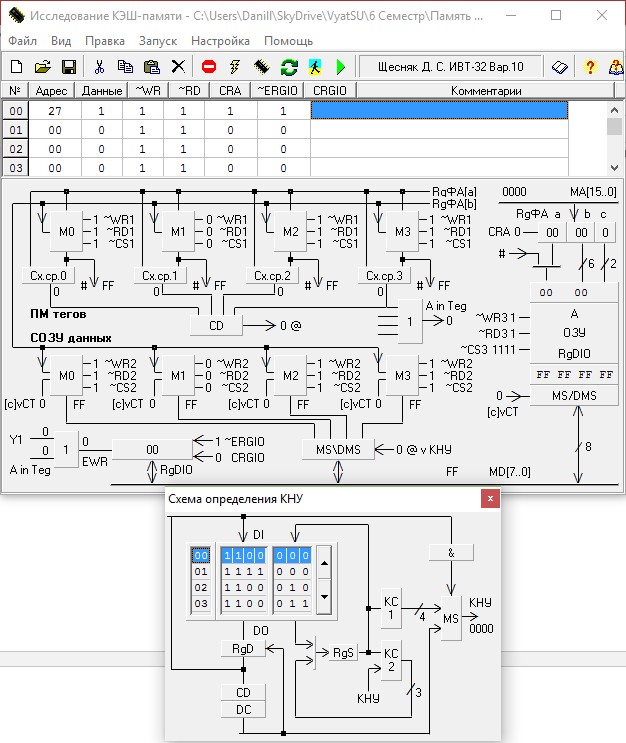 Исследование КЭШ-памяти - C:\Users\Danill\SkyDrive\VyatSU\6 Семестр\Память ...
Файл Вид Правка Запуск Настройка Помощь
Щесняк Д. С. ИВТ-32 Вар.10
№ Адрес Данные ~WR ~RD CRA ~ERGIO CRGIO Комментарии
00 27 1 1 1 1 1
01 00 0 1 1 0 0
02 00 0 1 1 0 0
03 00 0 1 1 0 0
RgФА[a] 0000 MA[15..0]
RgФА[b]
RgФА a b c
M0 1 ~WR1 M1 0 ~WR1 M2 1 ~WR1 M3 0 ~WR1
1 ~RD1 0 ~RD1 1 ~RD1 0 ~RD1
1 ~CS1 1 ~CS1 1 ~CS1 1 ~CS1
CRA 0 00 00 0
#
Сх.ср.0 Сх.ср.1 Сх.ср.2 Сх.ср.3
6 2
# FF # FF # FF # FF
0 0 0 0
00 00
ПМ тегов
CD 0 @
1 A in Teg
0
A
ОЗУ
RgDIO
~WR3 1
~RD3 1
~CS3 1111
СОЗУ данных
M0 1 ~WR2 M1 0 ~WR2 M2 1 ~WR2 M3 1 ~WR2
1 ~RD2 0 ~RD2 1 ~RD2 1 ~RD2
1 ~CS2 1 ~CS2 1 ~CS2 1 ~CS2
FF FF FF FF
MS/DMS
[c]vCT 0 FF [c]vCT 0 FF [c]vCT 0 FF [c]vCT 0 FF
0
[c]vCT
Y1 0
0
A in Teg
1 0
EWR
00
1 ~ERGIO
0 CRGIO
RgDIO
MS\DMS 0 @ v КНУ
8
FF MD[7..0]
Схема определения КНУ x
DI
00 1 1 0 0 0 0 0
01 1 1 1 1 0 0 0
02 1 1 0 0 0 0 0
03 1 1 0 0 0 1 1
&
КС
1
4
MS
КНУ
0000
DO
RgD
RgS
КС
2
3
КНУ
CD
DC